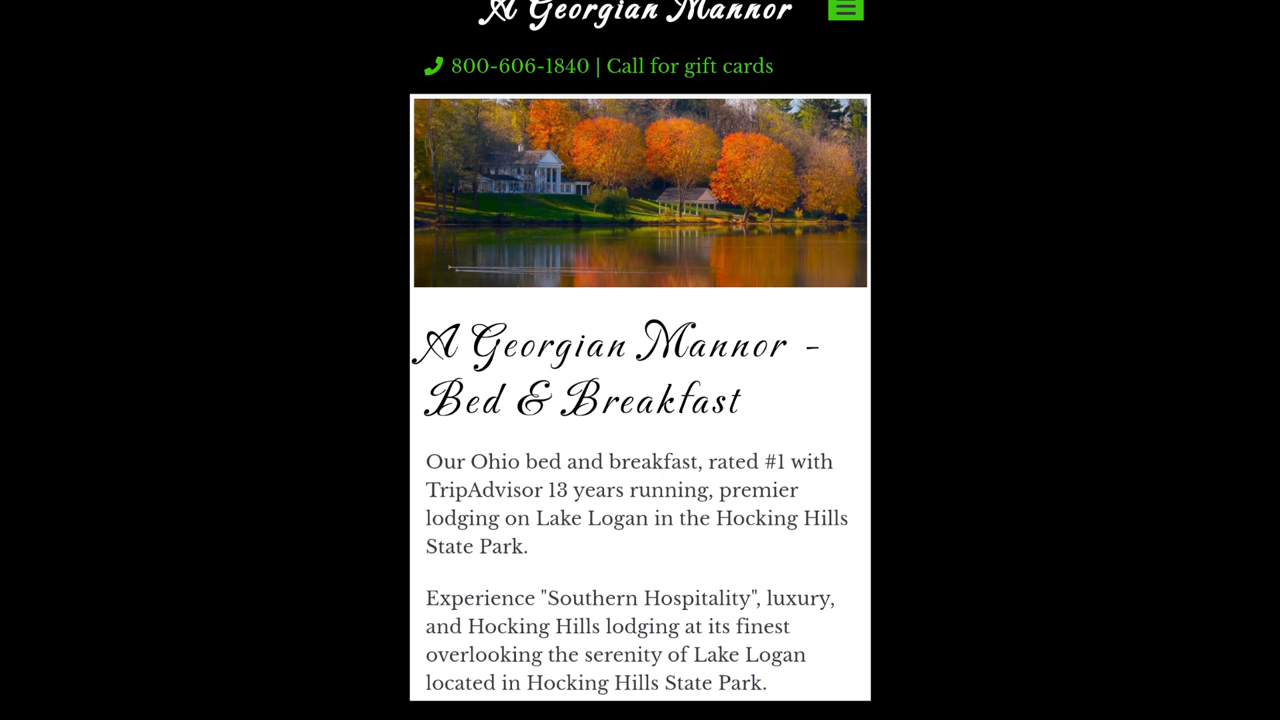 A Georgian Mannor
800-606-1840 | Call for gift cards
A Georgian Mannor -
Bed & Breakfast
Our Ohio bed and breakfast, rated #1 with
TripAdvisor 13 years running, premier
lodging on Lake Logan in the Hocking Hills
State Park.
Experience "Southern Hospitality", luxury,
and Hocking Hills lodging at its finest
overlooking the serenity of Lake Logan
located in Hocking Hills State Park.